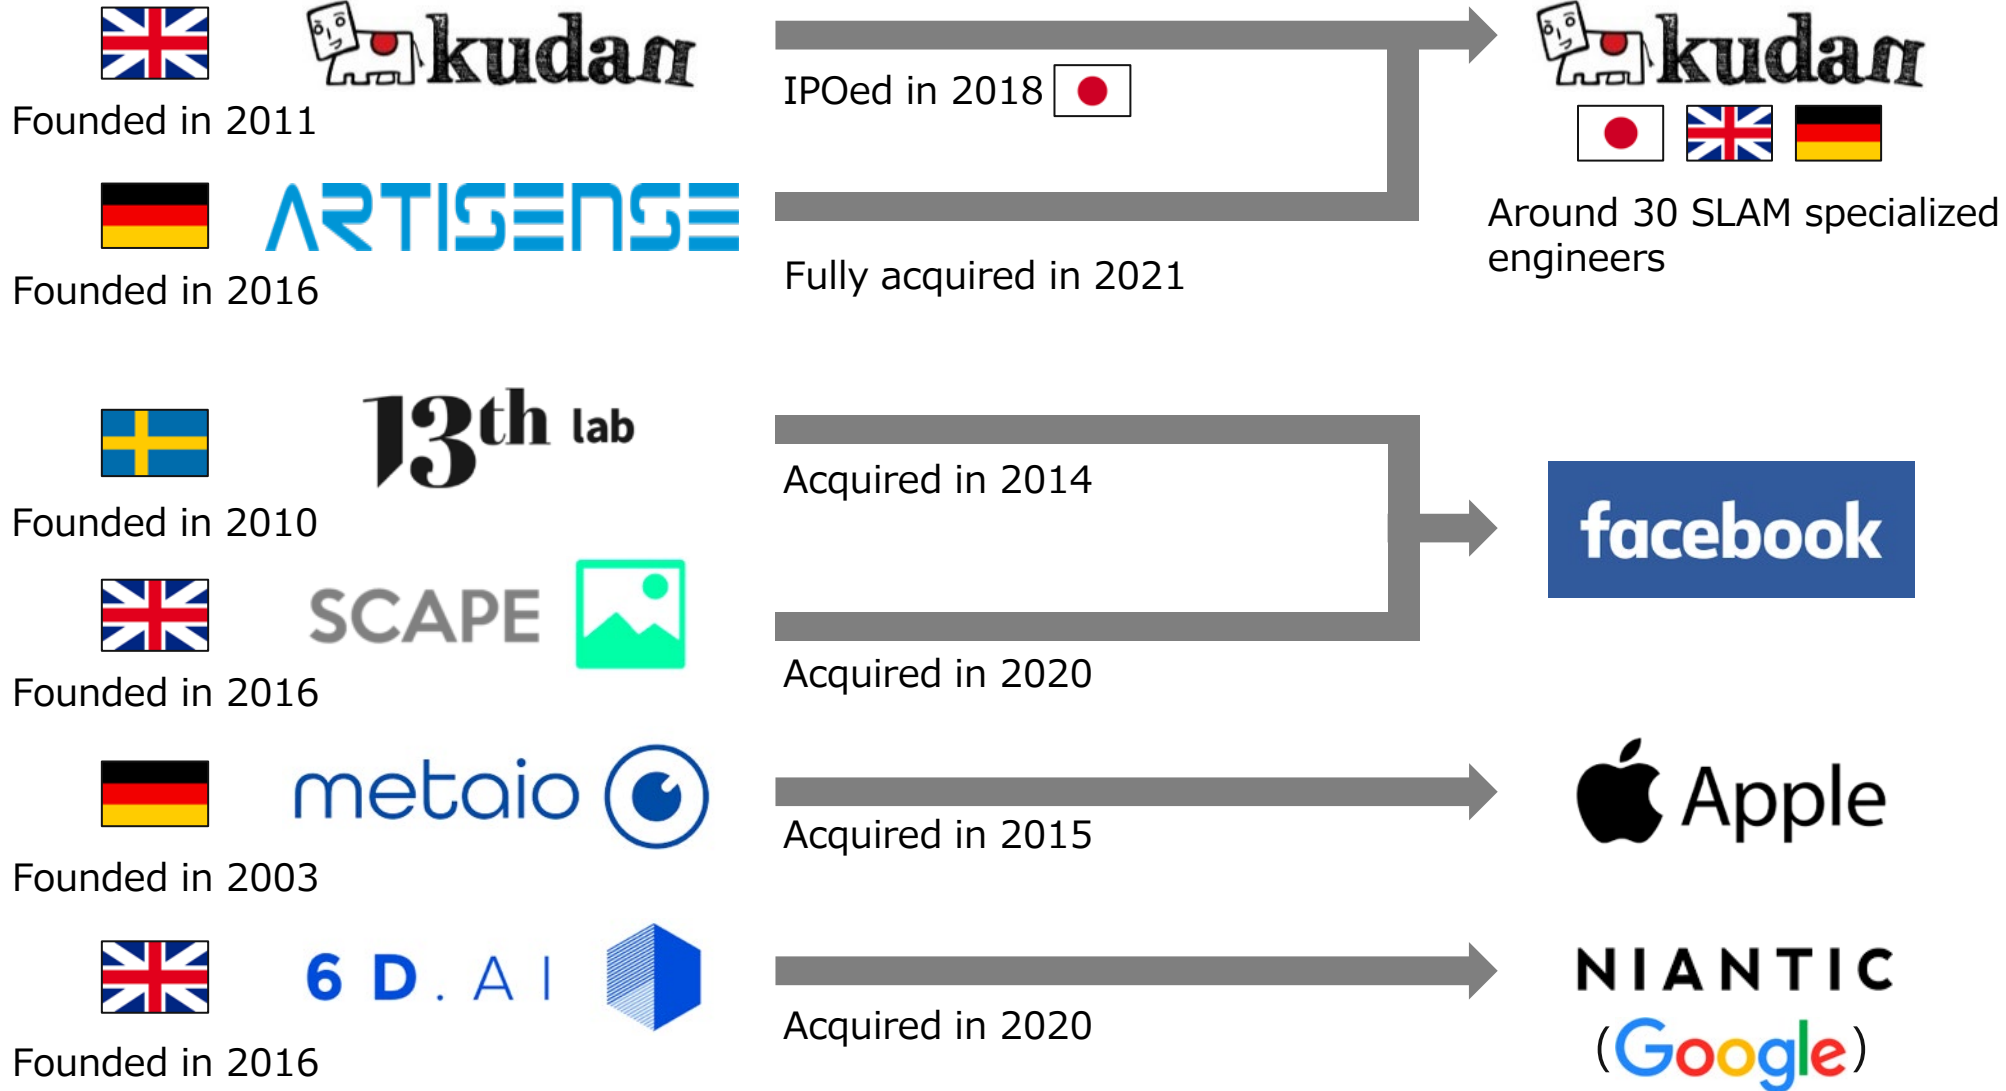 kudan
IPOed in 2018
kudan
Founded in 2011
ARTISENSE
Around 30 SLAM specialized
engineers
Founded in 2016
Fully acquired in 2021
13th lab
Acquired in 2014
Founded in 2010
facebook
SCAPE
Acquired in 2020
Founded in 2016
metaio
Apple
Acquired in 2015
Founded in 2003
6D.AI
NIANTIC
Acquired in 2020
(Google)
Founded in 2016